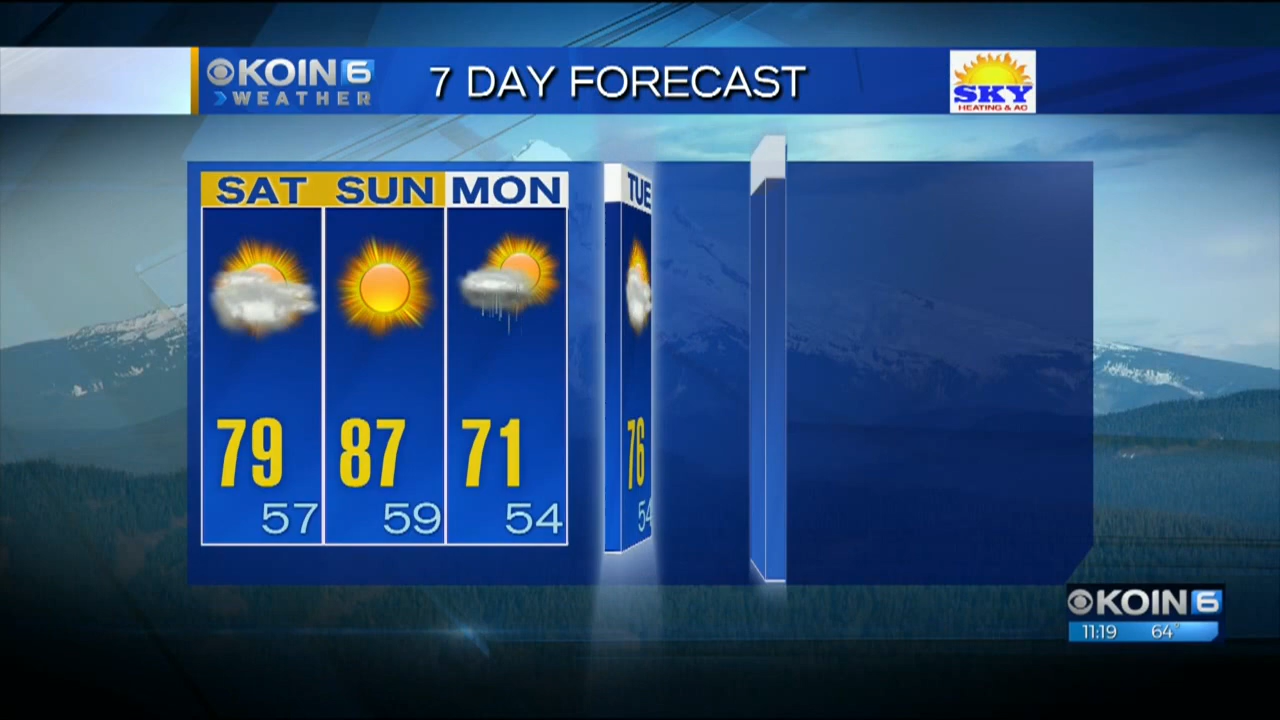 KOIN 6
WEATHER
7 DAY FORECAST
SKY
HEATING & AC
SAT SUN MON TUE
79 87 71 76
57 59 54 54
KOIN 6
11:19 64°